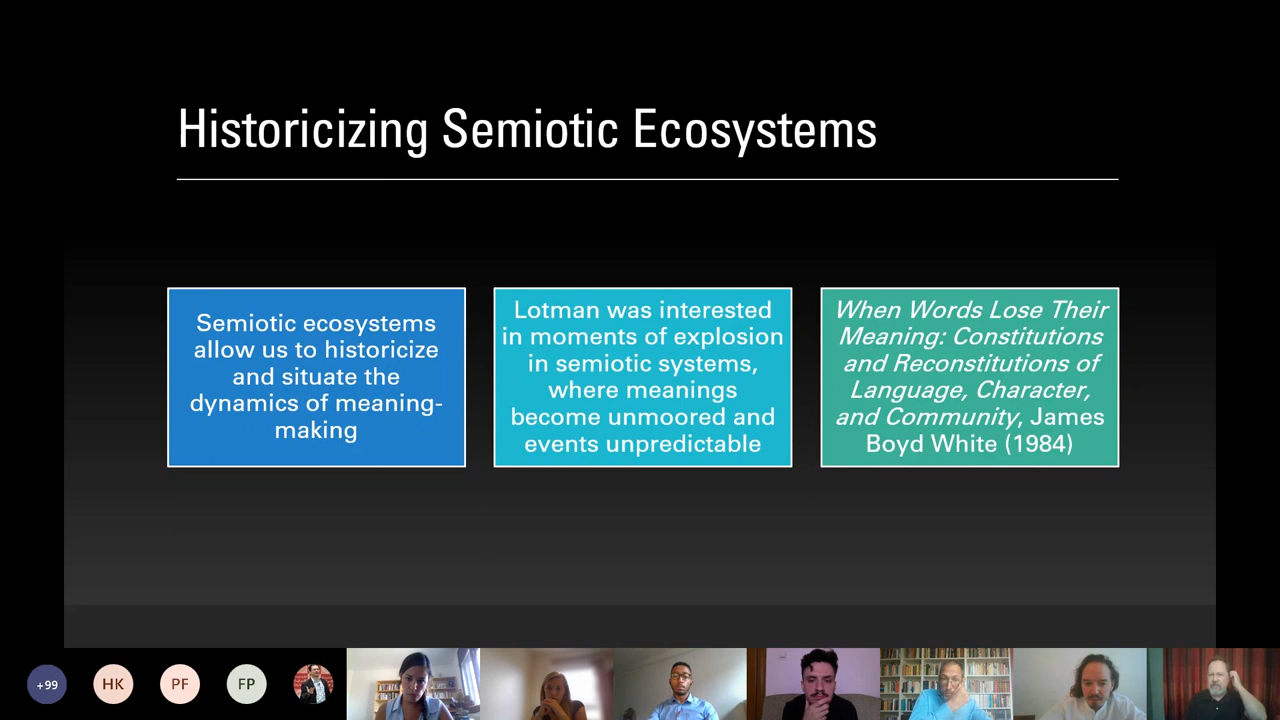 Historicizing Semiotic Ecosystems
Semiotic ecosystems
allow us to historicize
and situate the
dynamics of meaning-
making
Lotman was interested
in moments of explosion
in semiotic systems,
where meanings
become unmoored and
events unpredictable
When Words Lose Their
Meaning: Constitutions
and Reconstitutions of
Language, Character,
and Community, James
Boyd White (1984)
+99
HK
PF
FP